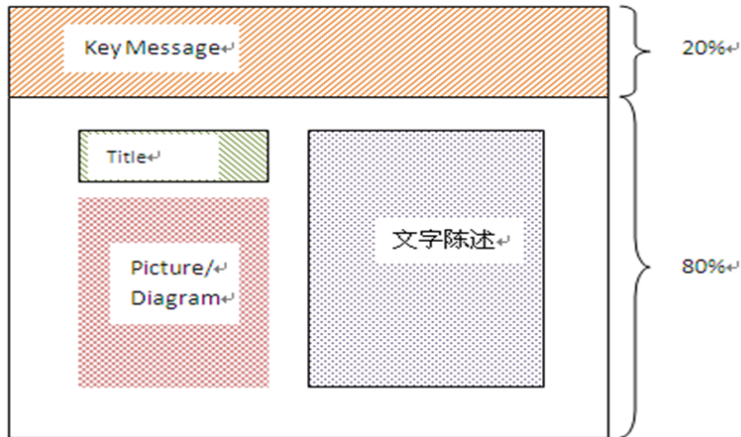 Key Message↵
20%↵
Title↵
文字陈述↵
Picture/↵
Diagram↵
80%↵